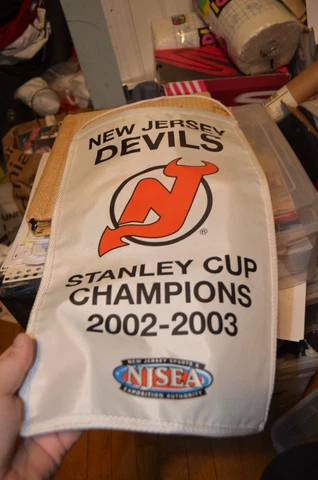 NEW JERSEY
DEVILS
®
STANLEY CUP
CHAMPIONS
2002-2003
NEW JERSEY SPORTS &
NJSEA
EXPOSITION AUTHORITY